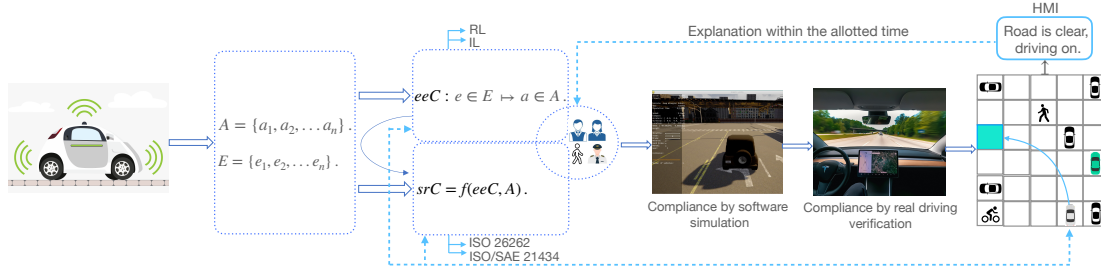 RL
IL
HMI
Explanation within the allotted time
Road is clear,
driving on.
A = {a₁, a₂, … aₙ} .
E = {e₁, e₂, … eₙ} .
eeC : e ∈ E ↦ a ∈ A .
srC = f(eeC, A) .
Compliance by software
simulation
Compliance by real driving
verification
ISO 26262
ISO/SAE 21434